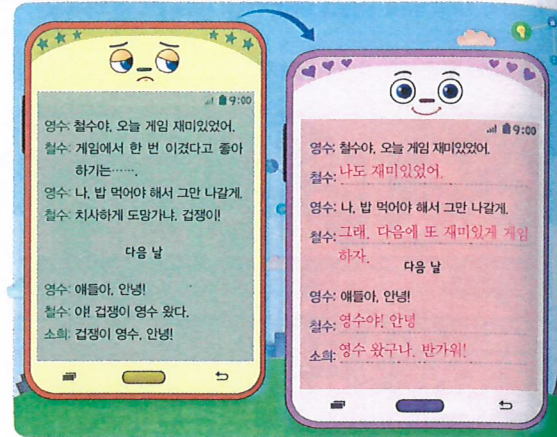 9:00
영수: 철수야, 오늘 게임 재미있었어.
철수: 게임에서 한 번 이겼다고 좋아
하기는…….
영수: 나, 밥 먹어야 해서 그만 나갈게.
철수: 치사하게 도망가냐. 겁쟁이!
다음 날
영수: 얘들아, 안녕!
철수: 야! 겁쟁이 영수 왔다.
소희: 겁쟁이 영수, 안녕!
9:00
영수: 철수야, 오늘 게임 재미있었어.
철수: 나도 재미있었어.
영수: 나, 밥 먹어야 해서 그만 나갈게.
철수: 그래, 다음에 또 재미있게 게임
하자.
다음 날
영수: 얘들아, 안녕!
철수: 영수야! 안녕
소희: 영수 왔구나. 반가워!